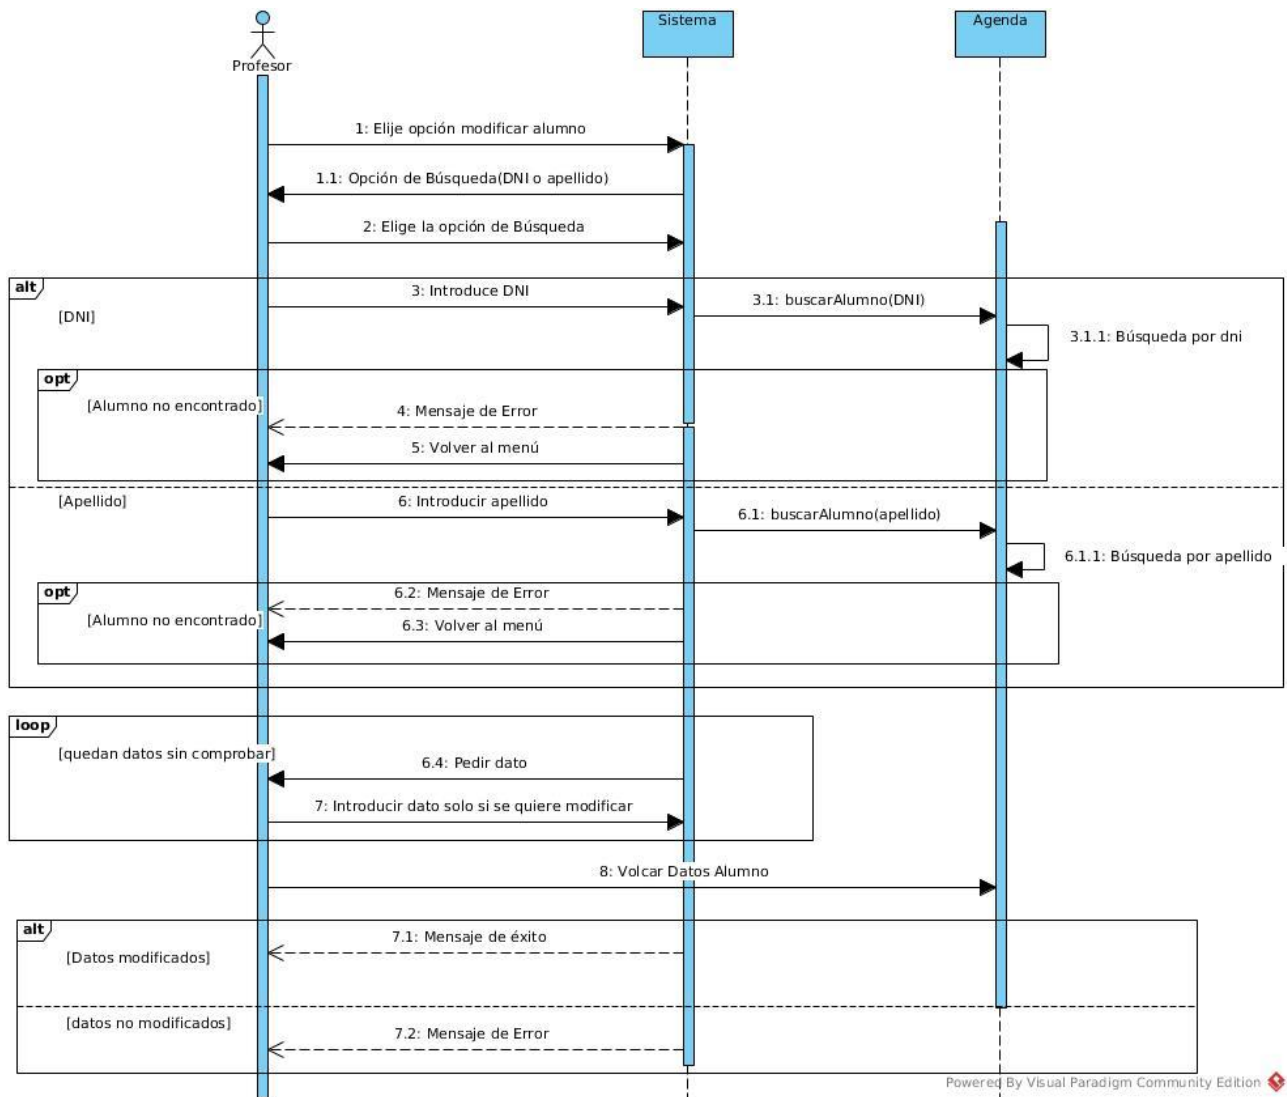 Sistema
Agenda
Profesor
1: Elije opción modificar alumno
1.1: Opción de Búsqueda(DNI o apellido)
2: Elige la opción de Búsqueda
alt
3: Introduce DNI
3.1: buscarAlumno(DNI)
[DNI]
3.1.1: Búsqueda por dni
opt
[Alumno no encontrado]
4: Mensaje de Error
5: Volver al menú
[Apellido]
6: Introducir apellido
6.1: buscarAlumno(apellido)
6.1.1: Búsqueda por apellido
opt
6.2: Mensaje de Error
[Alumno no encontrado]
6.3: Volver al menú
loop
[quedan datos sin comprobar]
6.4: Pedir dato
7: Introducir dato solo si se quiere modificar
8: Volcar Datos Alumno
alt
7.1: Mensaje de éxito
[Datos modificados]
[datos no modificados]
7.2: Mensaje de Error
Powered By Visual Paradigm Community Edition